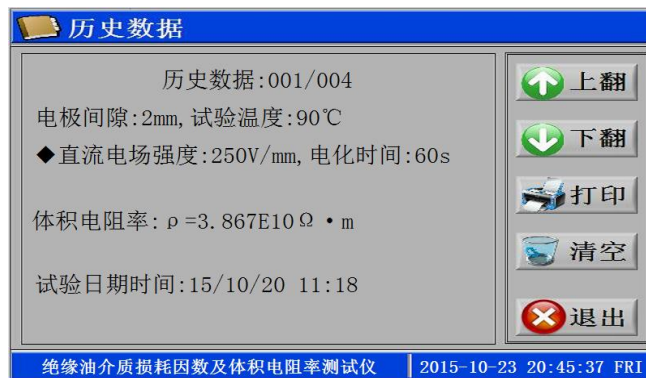 历史数据
历史数据:001/004
电极间隙:2mm,试验温度:90℃
◆直流电场强度:250V/mm,电化时间:60s
体积电阻率:ρ=3.867E10Ω·m
试验日期时间:15/10/20 11:18
上翻
下翻
打印
清空
退出
绝缘油介质损耗因数及体积电阻率测试仪
2015-10-23 20:45:37 FRI